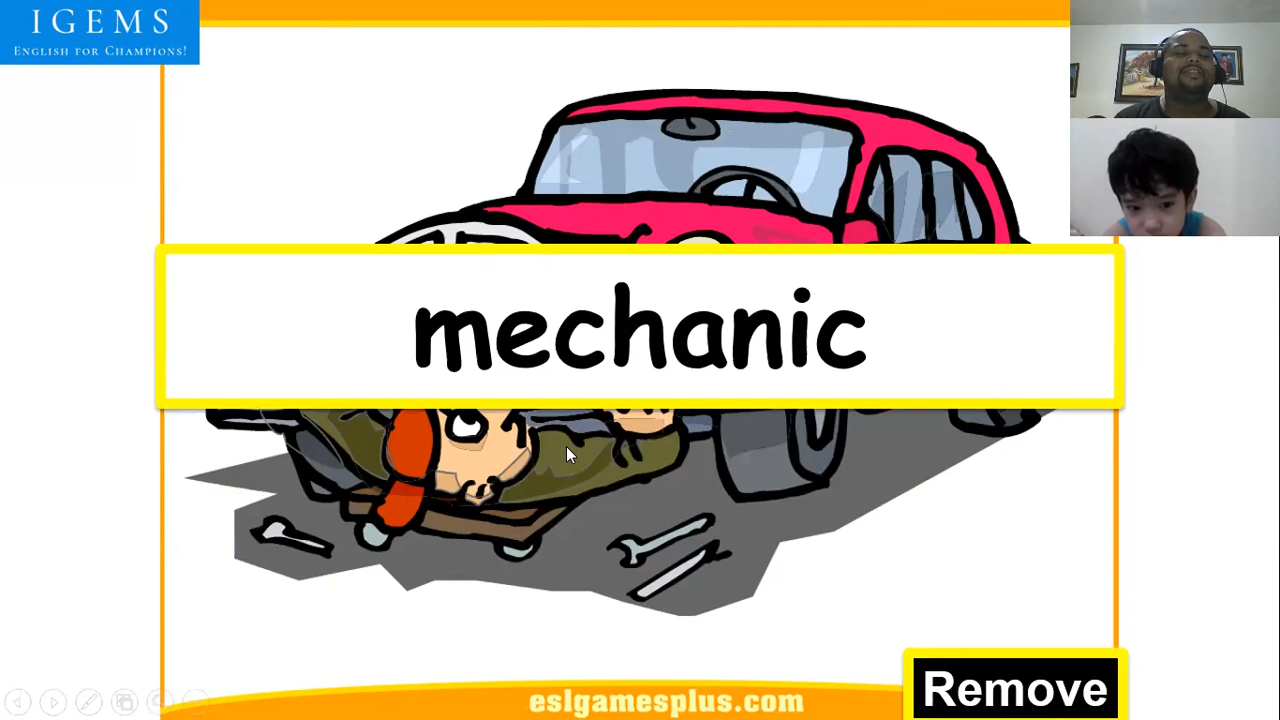 IGEMS
ENGLISH FOR CHAMPIONS!
mechanic
eslgamesplus.com
Remove